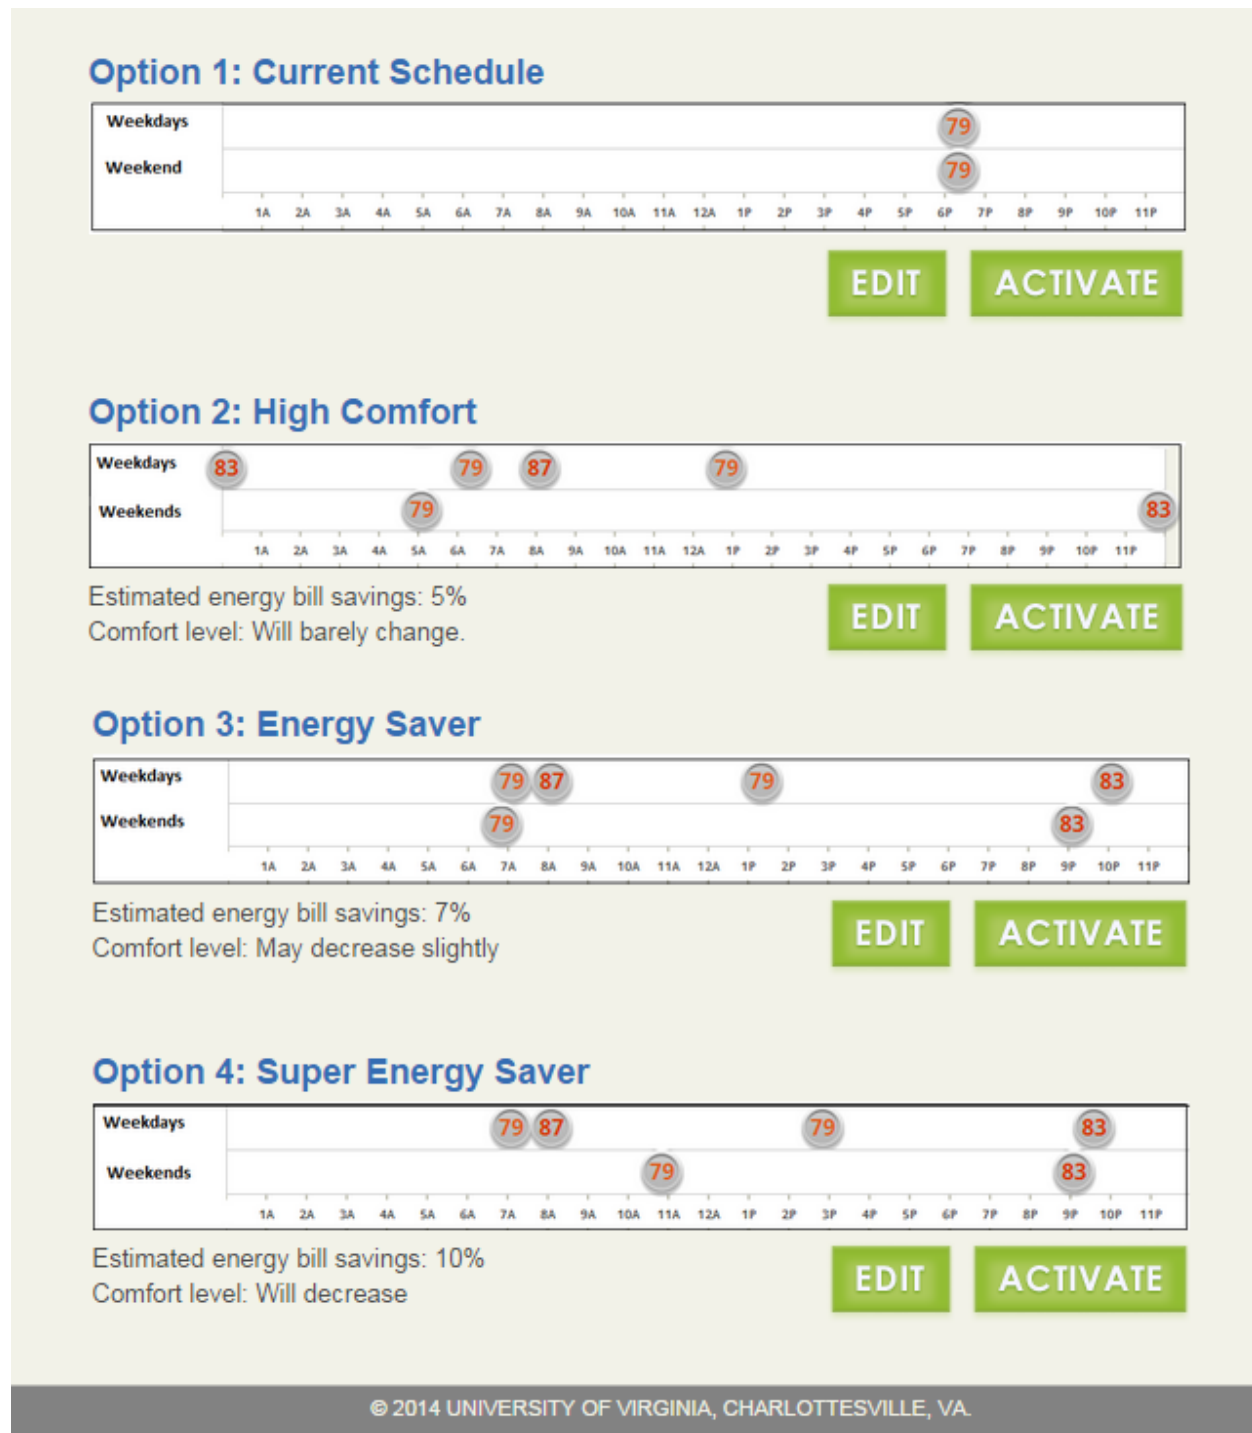 Option 1: Current Schedule
Weekdays 79
Weekend 79
1A 2A 3A 4A 5A 6A 7A 8A 9A 10A 11A 12A 1P 2P 3P 4P 5P 6P 7P 8P 9P 10P 11P
EDIT ACTIVATE
Option 2: High Comfort
Weekdays 83 79 87 79
Weekends 79 83
1A 2A 3A 4A 5A 6A 7A 8A 9A 10A 11A 12A 1P 2P 3P 4P 5P 6P 7P 8P 9P 10P 11P
Estimated energy bill savings: 5%
Comfort level: Will barely change.
EDIT ACTIVATE
Option 3: Energy Saver
Weekdays 79 87 79 83
Weekends 79 83
1A 2A 3A 4A 5A 6A 7A 8A 9A 10A 11A 12A 1P 2P 3P 4P 5P 6P 7P 8P 9P 10P 11P
Estimated energy bill savings: 7%
Comfort level: May decrease slightly
EDIT ACTIVATE
Option 4: Super Energy Saver
Weekdays 79 87 79 83
Weekends 79 83
1A 2A 3A 4A 5A 6A 7A 8A 9A 10A 11A 12A 1P 2P 3P 4P 5P 6P 7P 8P 9P 10P 11P
Estimated energy bill savings: 10%
Comfort level: Will decrease
EDIT ACTIVATE
© 2014 UNIVERSITY OF VIRGINIA, CHARLOTTESVILLE, VA.